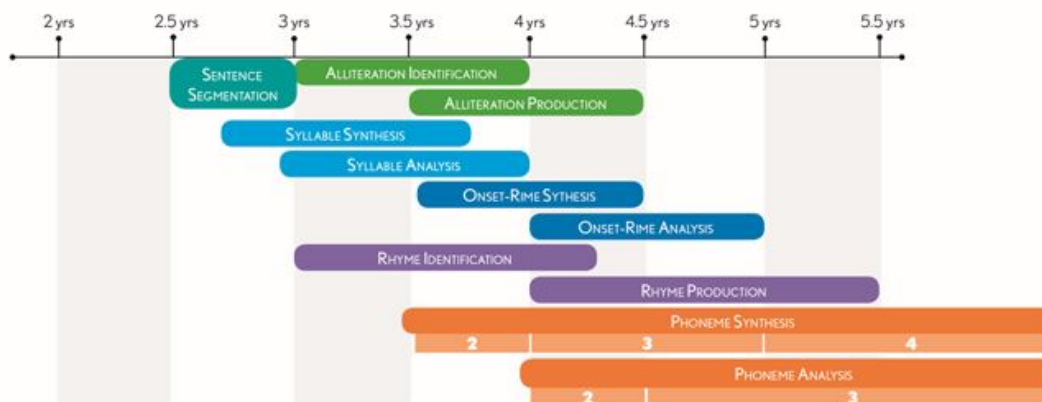 2 yrs 2.5 yrs 3 yrs 3.5 yrs 4 yrs 4.5 yrs 5 yrs 5.5 yrs
SENTENCE
SEGMENTATION
ALLITERATION IDENTIFICATION
ALLITERATION PRODUCTION
SYLLABLE SYNTHESIS
SYLLABLE ANALYSIS
ONSET-RIME SYTHESIS
ONSET-RIME ANALYSIS
RHYME IDENTIFICATION
RHYME PRODUCTION
PHONEME SYNTHESIS
2 3 4
PHONEME ANALYSIS
2 3